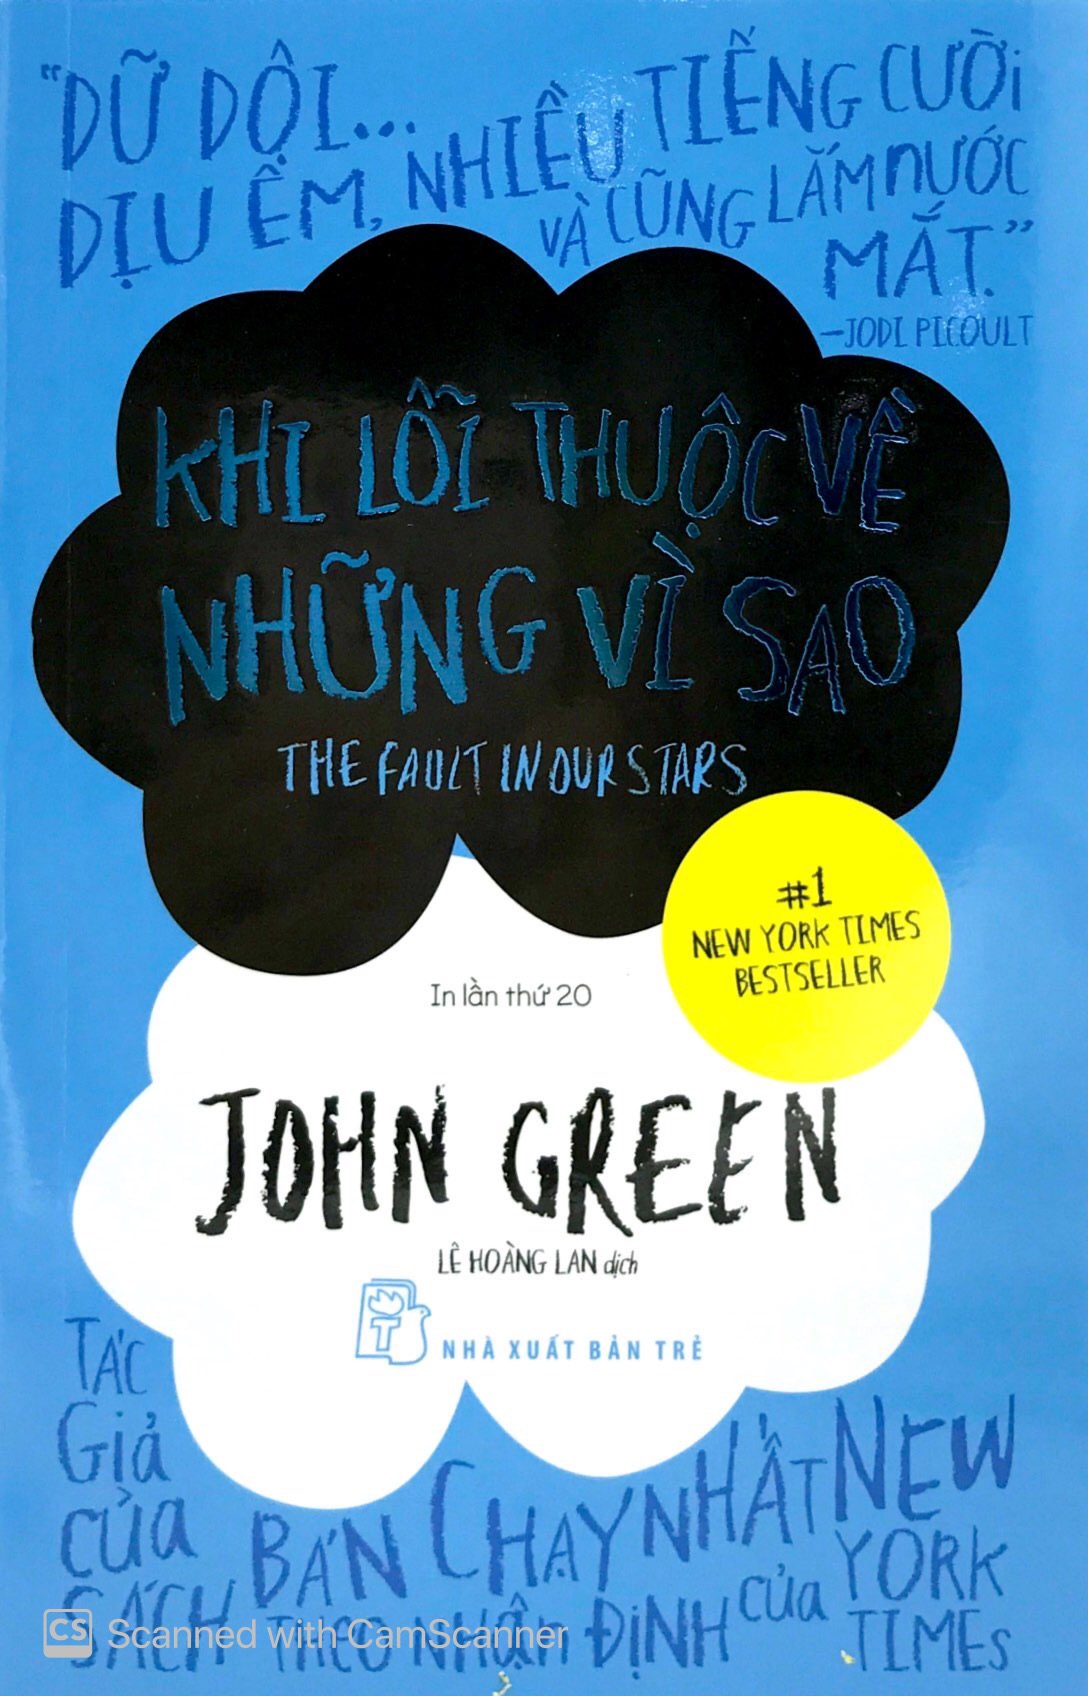 "DỮ DỘI...
DỊU ÊM, NHIỀU TIẾNG CƯỜI
VÀ CŨNG LẮM NƯỚC
MẮT."
—JODI PICOULT
KHI LỖI THUỘC VỀ
NHỮNG VÌ SAO
THE FAULT IN OUR STARS
#1
NEW YORK TIMES
BESTSELLER
In lần thứ 20
JOHN GREEN
LÊ HOÀNG LAN dịch
T
NHÀ XUẤT BẢN TRẺ
TÁC
GIẢ
CỦA
SÁCH BÁN CHẠY NHẤT
THEO NHẬN ĐỊNH CỦA
NEW
YORK
TIMES
CS Scanned with CamScanner